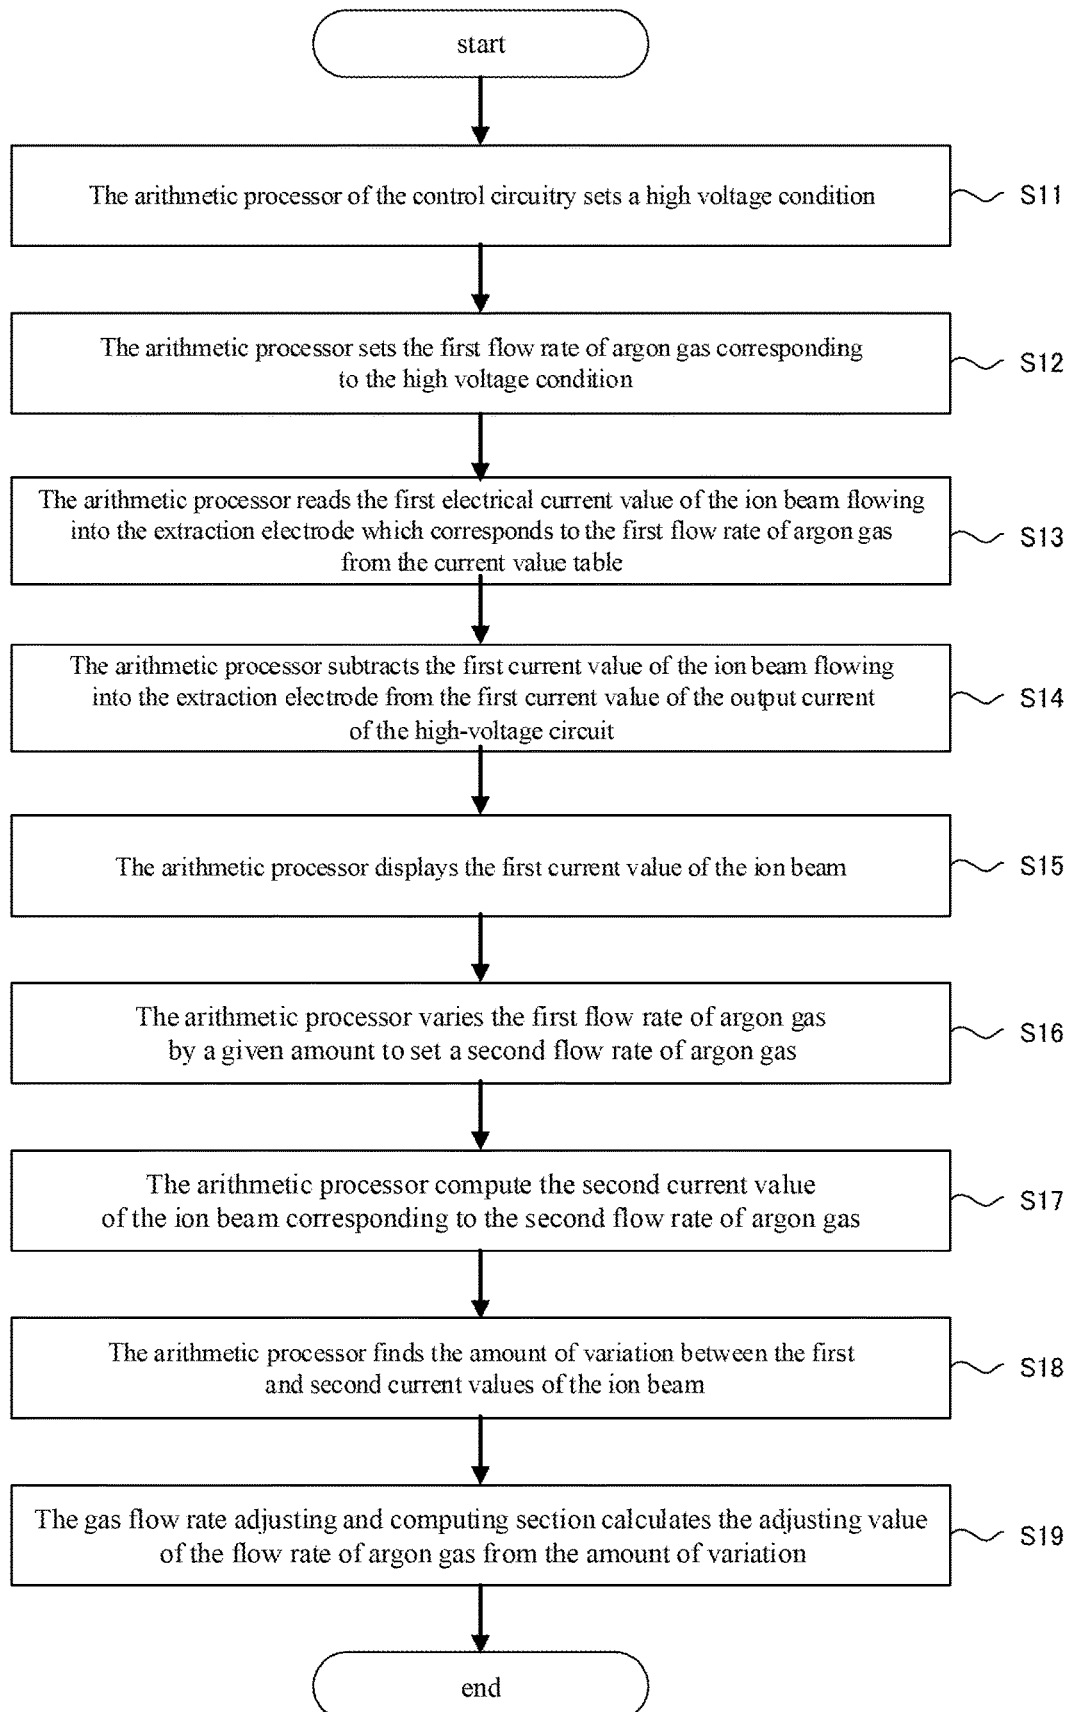 start
The arithmetic processor of the control circuitry sets a high voltage condition
S11
The arithmetic processor sets the first flow rate of argon gas corresponding
to the high voltage condition
S12
The arithmetic processor reads the first electrical current value of the ion beam flowing
into the extraction electrode which corresponds to the first flow rate of argon gas
from the current value table
S13
The arithmetic processor subtracts the first current value of the ion beam flowing
into the extraction electrode from the first current value of the output current
of the high-voltage circuit
S14
The arithmetic processor displays the first current value of the ion beam
S15
The arithmetic processor varies the first flow rate of argon gas
by a given amount to set a second flow rate of argon gas
S16
The arithmetic processor compute the second current value
of the ion beam corresponding to the second flow rate of argon gas
S17
The arithmetic processor finds the amount of variation between the first
and second current values of the ion beam
S18
The gas flow rate adjusting and computing section calculates the adjusting value
of the flow rate of argon gas from the amount of variation
S19
end